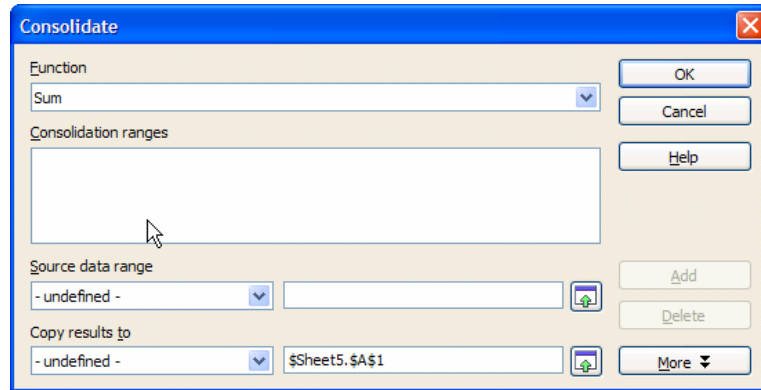 Consolidate
Function
Sum
OK
Cancel
Consolidation ranges
Help
Source data range
- undefined -
Add
Delete
Copy results to
- undefined -
$Sheet5.$A$1
More